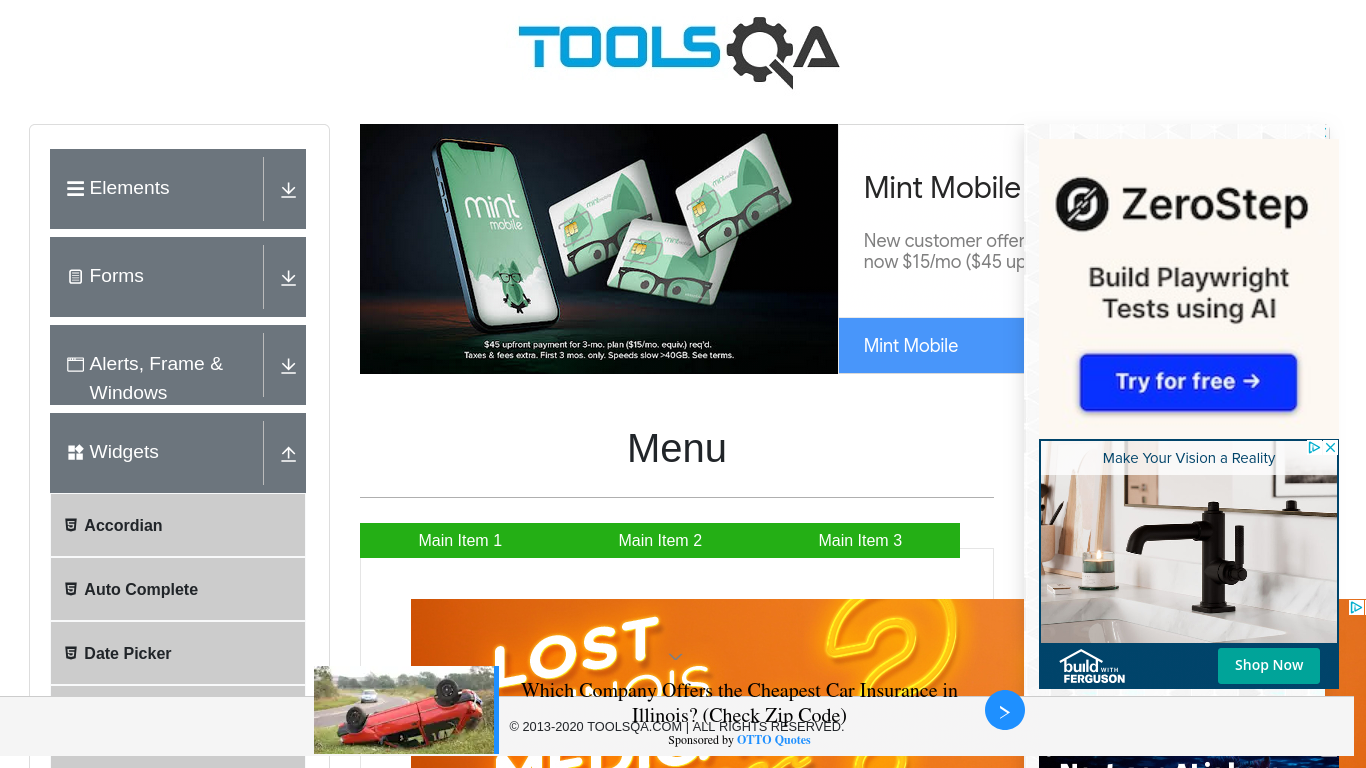 TOOLSQA
Elements
Forms
Alerts, Frame &
Windows
Widgets
Accordian
Auto Complete
Date Picker
mint
mobile
$45 upfront payment for 3-mo. plan ($15/mo. equiv.) req'd.
Taxes & fees extra. First 3 mos. only. Speeds slow >40GB. See terms.
Mint Mobile
New customer offer
now $15/mo ($45 up
Mint Mobile
Menu
Main Item 1
Main Item 2
Main Item 3
ZeroStep
Build Playwright
Tests using AI
Try for free →
Make Your Vision a Reality
build WITH
FERGUSON
Shop Now
LOST
Which Company Offers the Cheapest Car Insurance in
Illinois? (Check Zip Code)
© 2013-2020 TOOLSQA.COM | ALL RIGHTS RESERVED.
Sponsored by OTTO Quotes